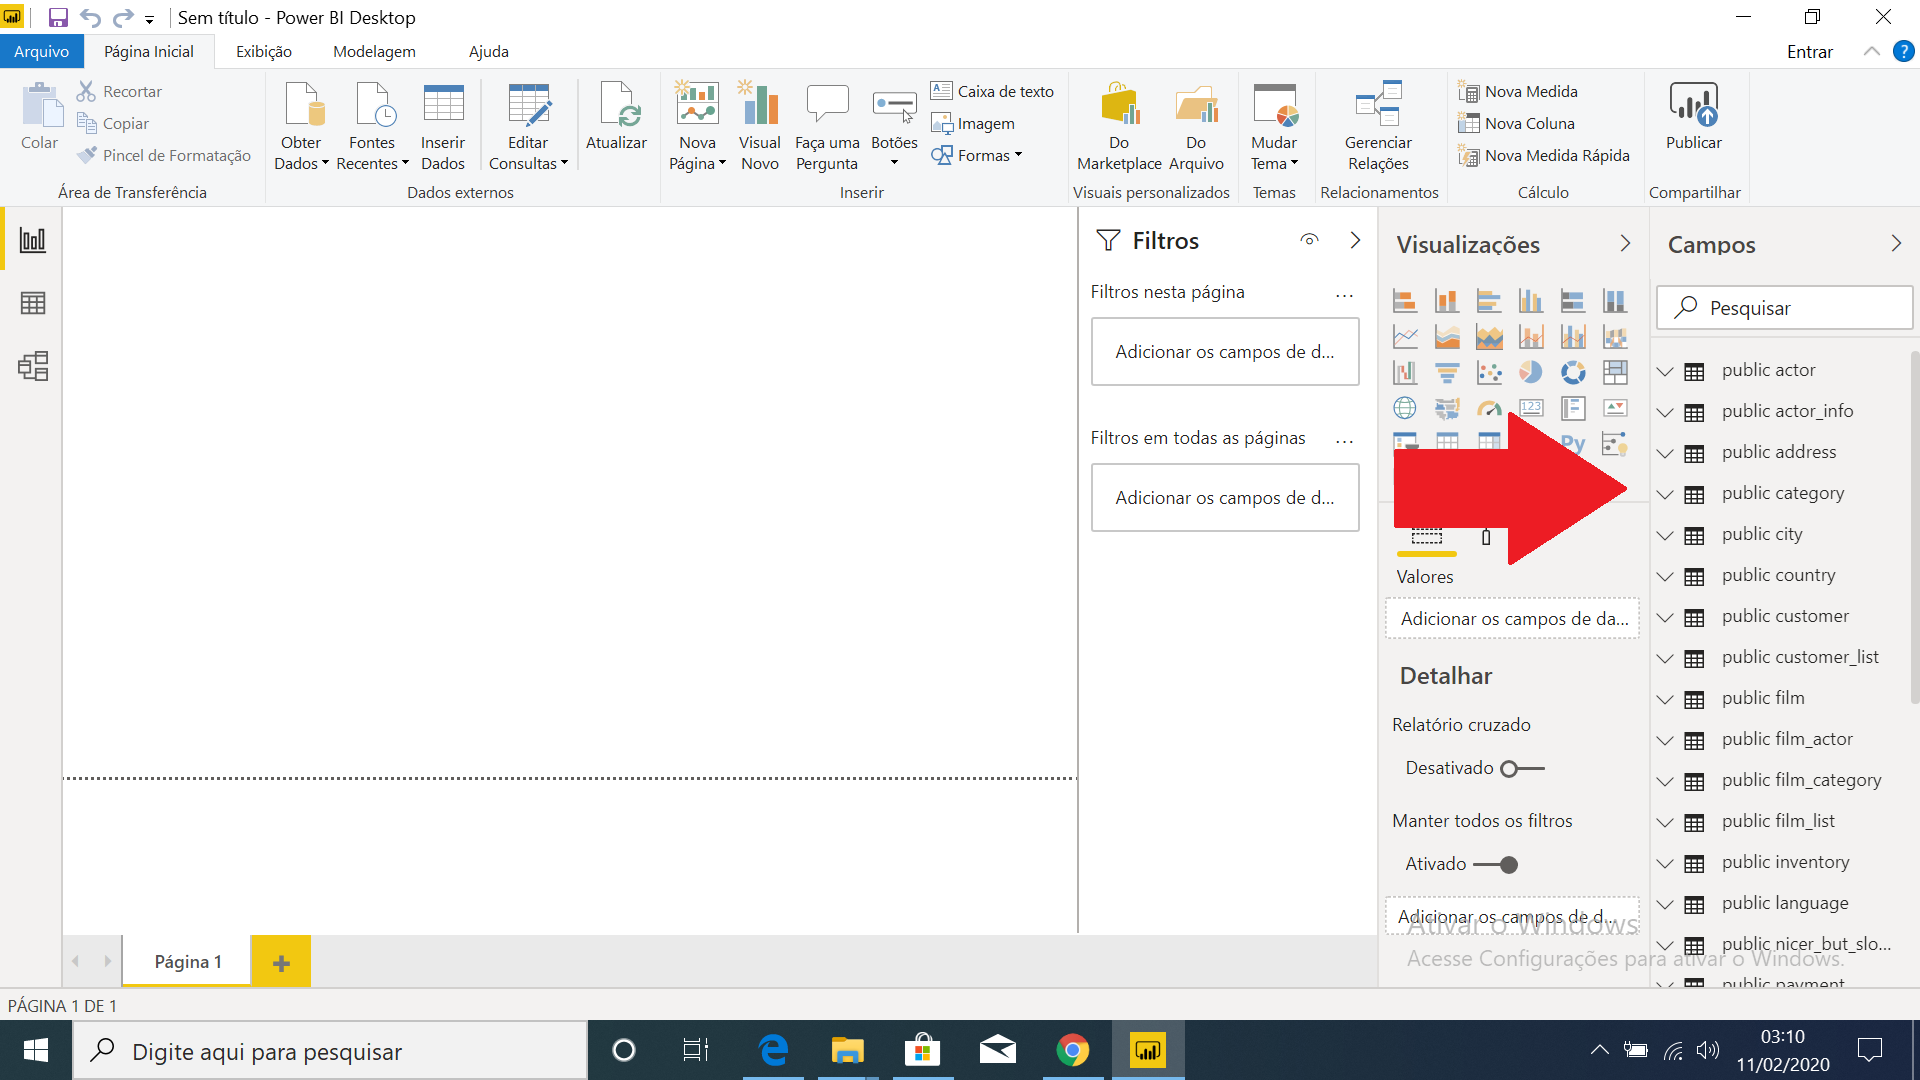 Sem título - Power BI Desktop
Arquivo
Página Inicial
Exibição
Modelagem
Ajuda
Entrar
?
Colar
Recortar
Copiar
Pincel de Formatação
Área de Transferência
Obter Dados
Fontes Recentes
Inserir Dados
Editar Consultas
Atualizar
Dados externos
Nova Página
Visual Novo
Faça uma Pergunta
Botões
Caixa de texto
Imagem
Formas
Inserir
Do Marketplace
Do Arquivo
Visuais personalizados
Mudar Tema
Temas
Gerenciar Relações
Relacionamentos
Nova Medida
Nova Coluna
Nova Medida Rápida
Cálculo
Publicar
Compartilhar
Filtros
Filtros nesta página
...
Adicionar os campos de d...
Filtros em todas as páginas
...
Adicionar os campos de d...
Visualizações
123
Py
Valores
Adicionar os campos de da...
Detalhar
Relatório cruzado
Desativado
Manter todos os filtros
Ativado
Adicionar os campos de d...
Campos
Pesquisar
public actor
public actor_info
public address
public category
public city
public country
public customer
public customer_list
public film
public film_actor
public film_category
public film_list
public inventory
public language
public nicer_but_slo...
public payment
Ativar o Windows
Acesse Configurações para ativar o Windows.
Página 1
PÁGINA 1 DE 1
Digite aqui para pesquisar
03:10
11/02/2020